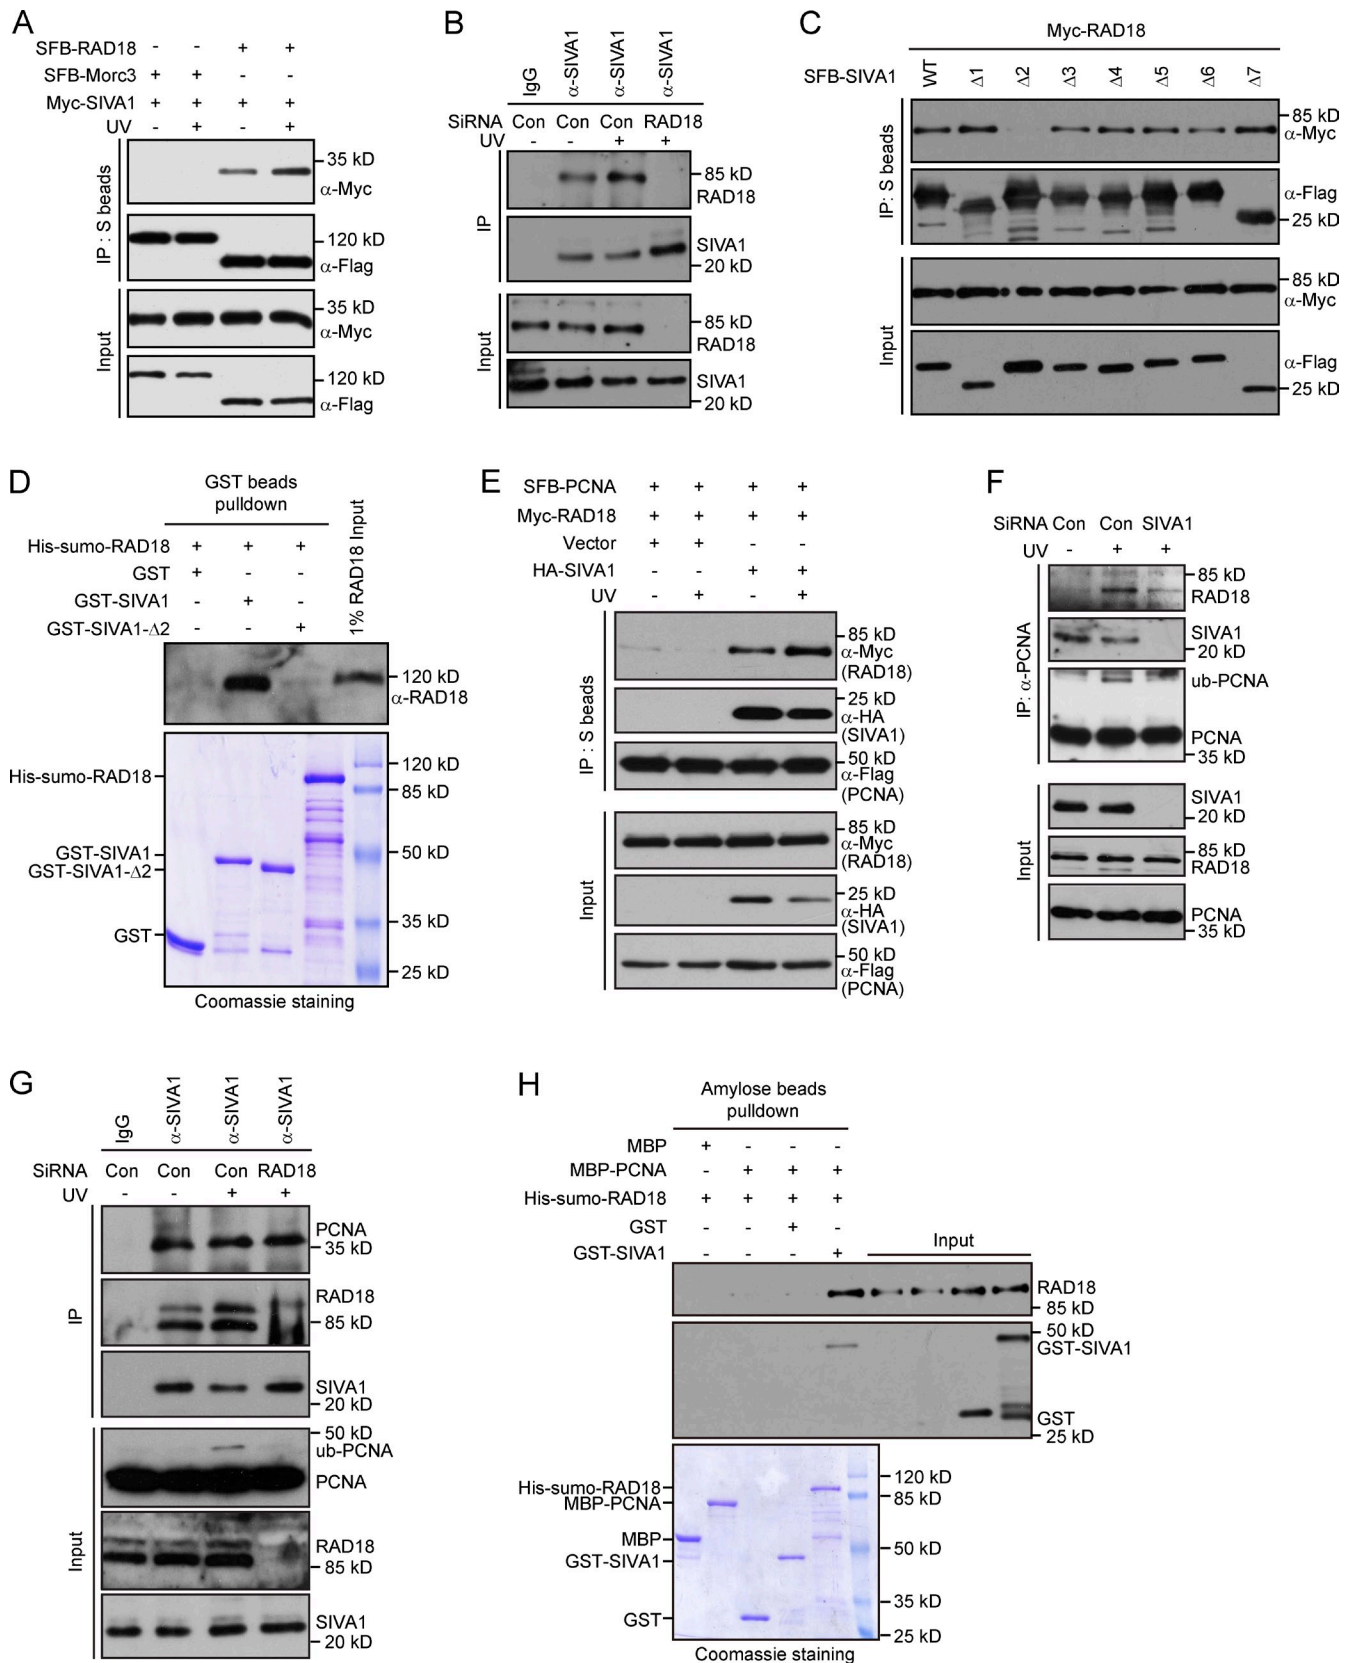 A
SFB-RAD18 - - + +
SFB-Morc3 + + - -
Myc-SIVA1 + + + +
UV - + - +
IP : S beads
35 kD
α-Myc
120 kD
α-Flag
Input
35 kD
α-Myc
120 kD
α-Flag
B
IgG α-SIVA1 α-SIVA1 α-SIVA1
SiRNA Con Con Con RAD18
UV - - + +
IP
85 kD
RAD18
SIVA1
20 kD
Input
85 kD
RAD18
SIVA1
20 kD
C
Myc-RAD18
SFB-SIVA1 WT Δ1 Δ2 Δ3 Δ4 Δ5 Δ6 Δ7
IP: S beads
85 kD
α-Myc
α-Flag
25 kD
Input
85 kD
α-Myc
α-Flag
25 kD
D
GST beads
pulldown
1% RAD18 Input
His-sumo-RAD18 + + +
GST + - -
GST-SIVA1 - + -
GST-SIVA1-Δ2 - - +
120 kD
α-RAD18
His-sumo-RAD18
GST-SIVA1
GST-SIVA1-Δ2
GST
120 kD
85 kD
50 kD
35 kD
25 kD
Coomassie staining
E
SFB-PCNA + + + +
Myc-RAD18 + + + +
Vector + + - -
HA-SIVA1 - - + +
UV - + - +
IP : S beads
85 kD
α-Myc
(RAD18)
25 kD
α-HA
(SIVA1)
50 kD
α-Flag
(PCNA)
Input
85 kD
α-Myc
(RAD18)
25 kD
α-HA
(SIVA1)
50 kD
α-Flag
(PCNA)
F
SiRNA Con Con SIVA1
UV - + +
IP: α-PCNA
85 kD
RAD18
SIVA1
20 kD
ub-PCNA
PCNA
35 kD
Input
SIVA1
20 kD
85 kD
RAD18
PCNA
35 kD
G
IgG α-SIVA1 α-SIVA1 α-SIVA1
SiRNA Con Con Con RAD18
UV - - + +
IP
PCNA
35 kD
RAD18
85 kD
SIVA1
20 kD
Input
50 kD
ub-PCNA
PCNA
RAD18
85 kD
SIVA1
20 kD
H
Amylose beads
pulldown
MBP + - - -
MBP-PCNA - + + +
His-sumo-RAD18 + + + +
GST - - + -
GST-SIVA1 - - - +
Input
RAD18
85 kD
50 kD
GST-SIVA1
GST
25 kD
His-sumo-RAD18
MBP-PCNA
MBP
GST-SIVA1
GST
120 kD
85 kD
50 kD
35 kD
25 kD
Coomassie staining